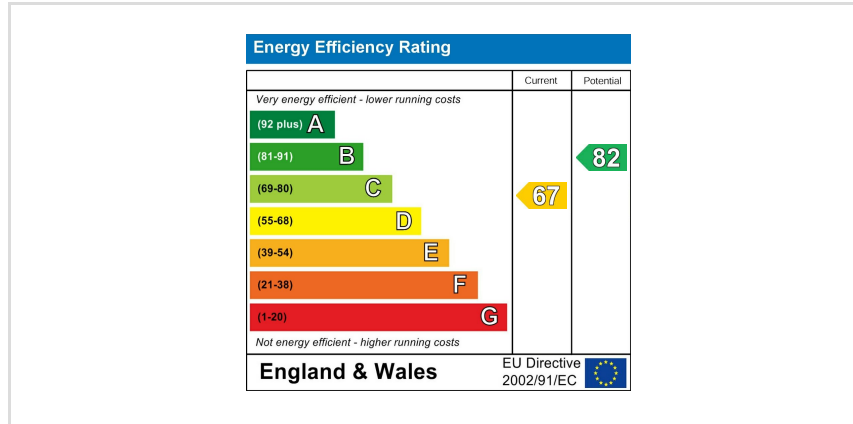 Energy Efficiency Rating
Current Potential
Very energy efficient - lower running costs
(92 plus) A
(81-91) B
82
(69-80) C
67
(55-68) D
(39-54) E
(21-38) F
(1-20) G
Not energy efficient - higher running costs
England & Wales
EU Directive
2002/91/EC